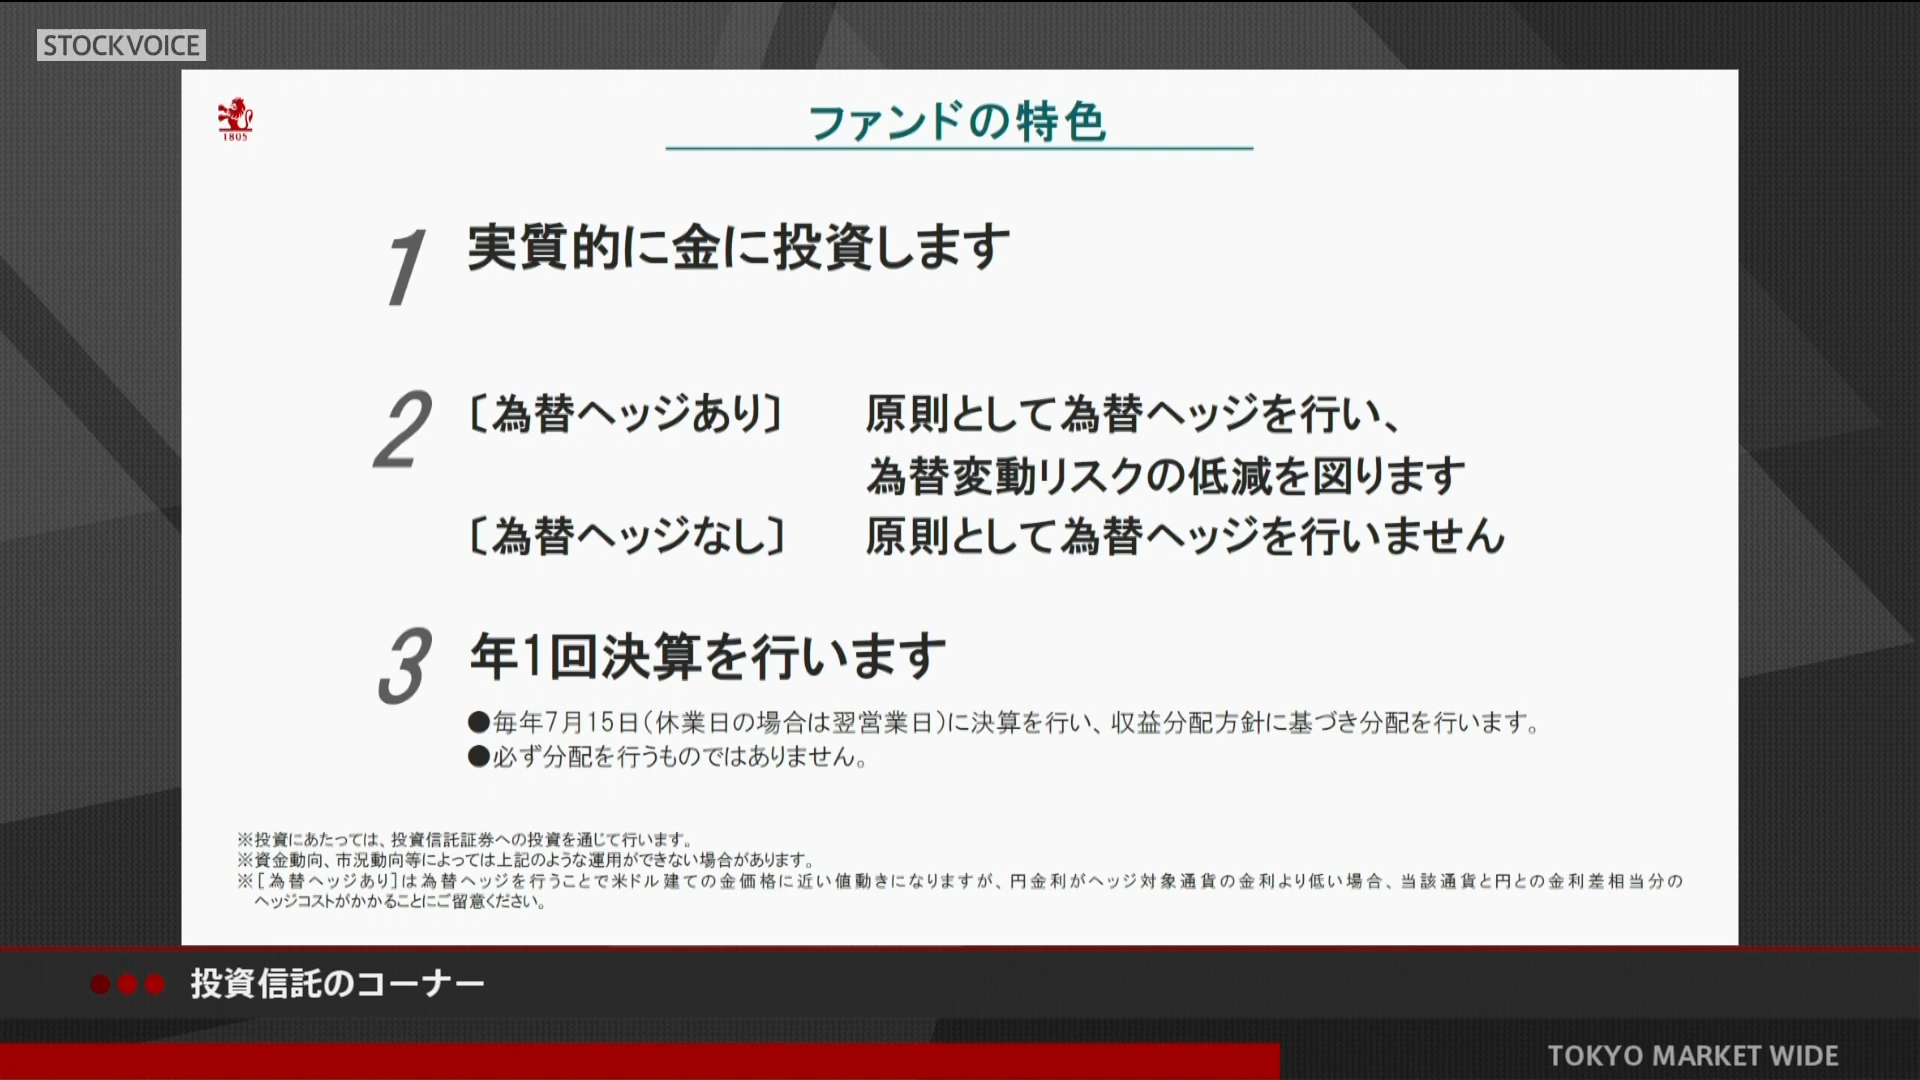 STOCKVOICE
1805
ファンドの特色
1 実質的に金に投資します
2 〔為替ヘッジあり〕 原則として為替ヘッジを行い、
為替変動リスクの低減を図ります
〔為替ヘッジなし〕 原則として為替ヘッジを行いません
3 年1回決算を行います
●毎年7月15日(休業日の場合は翌営業日)に決算を行い、収益分配方針に基づき分配を行います。
●必ず分配を行うものではありません。
※投資にあたっては、投資信託証券への投資を通じて行います。
※資金動向、市況動向等によっては上記のような運用ができない場合があります。
※[為替ヘッジあり]は為替ヘッジを行うことで米ドル建ての金価格に近い値動きになりますが、円金利がヘッジ対象通貨の金利より低い場合、当該通貨と円との金利差相当分の
ヘッジコストがかかることにご留意ください。
投資信託のコーナー
TOKYO MARKET WIDE